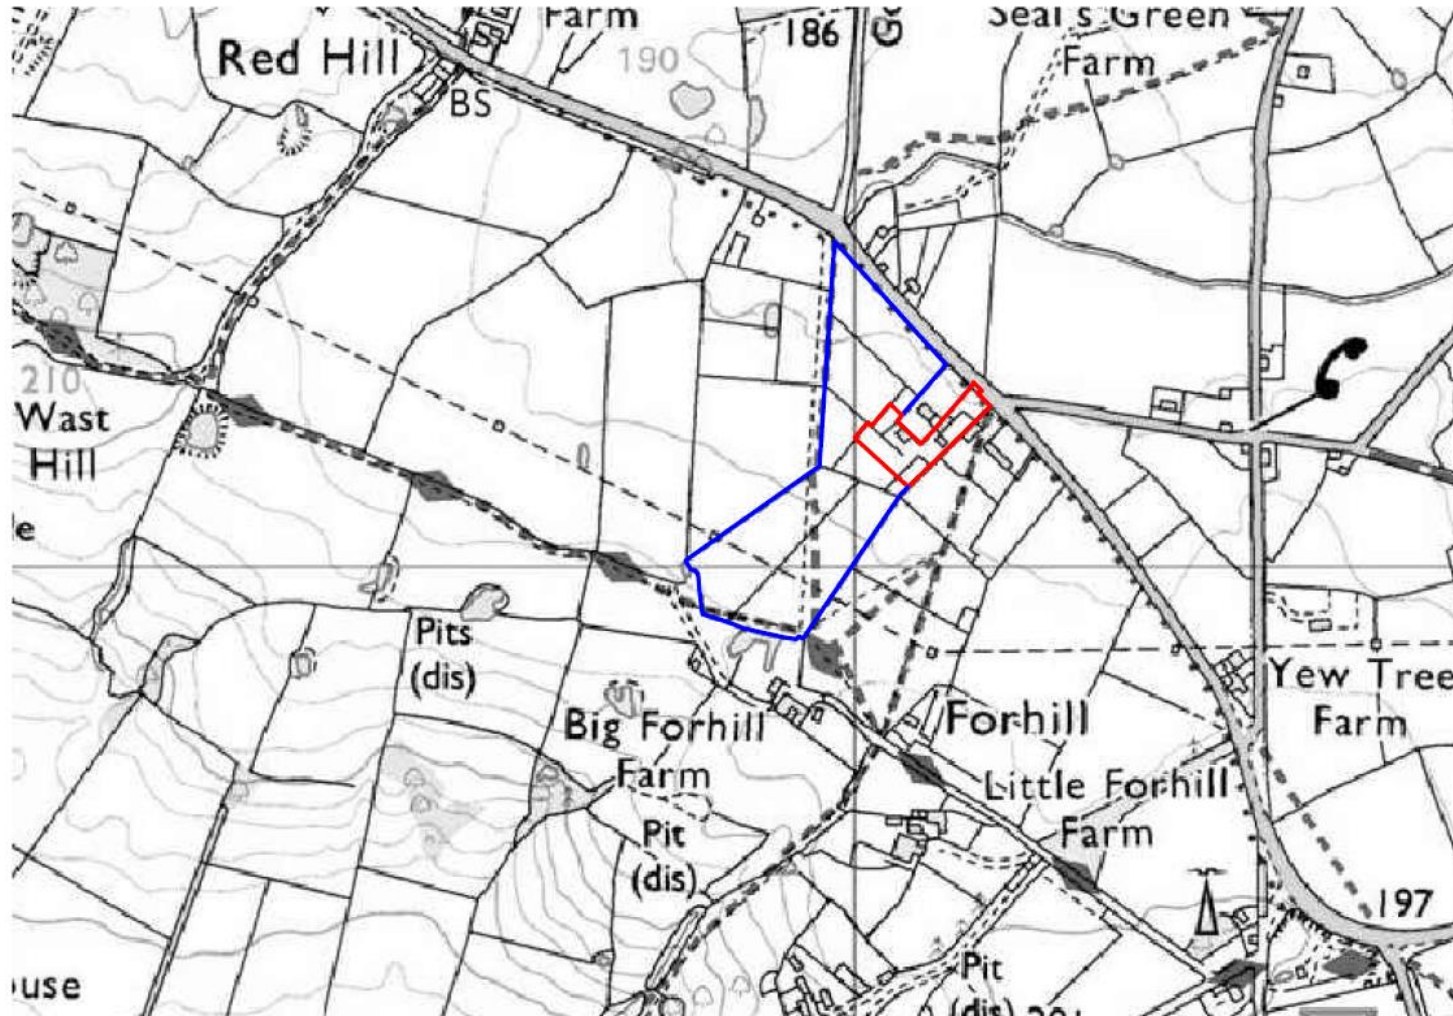 Farm
186
Seal's Green
Farm
Red Hill
190
BS
210
Wast
Hill
Pits
(dis)
Big Forhill
Farm
Forhill
Yew Tree
Farm
Little Forhill
Farm
Pit
(dis)
197
Pit
(dis)